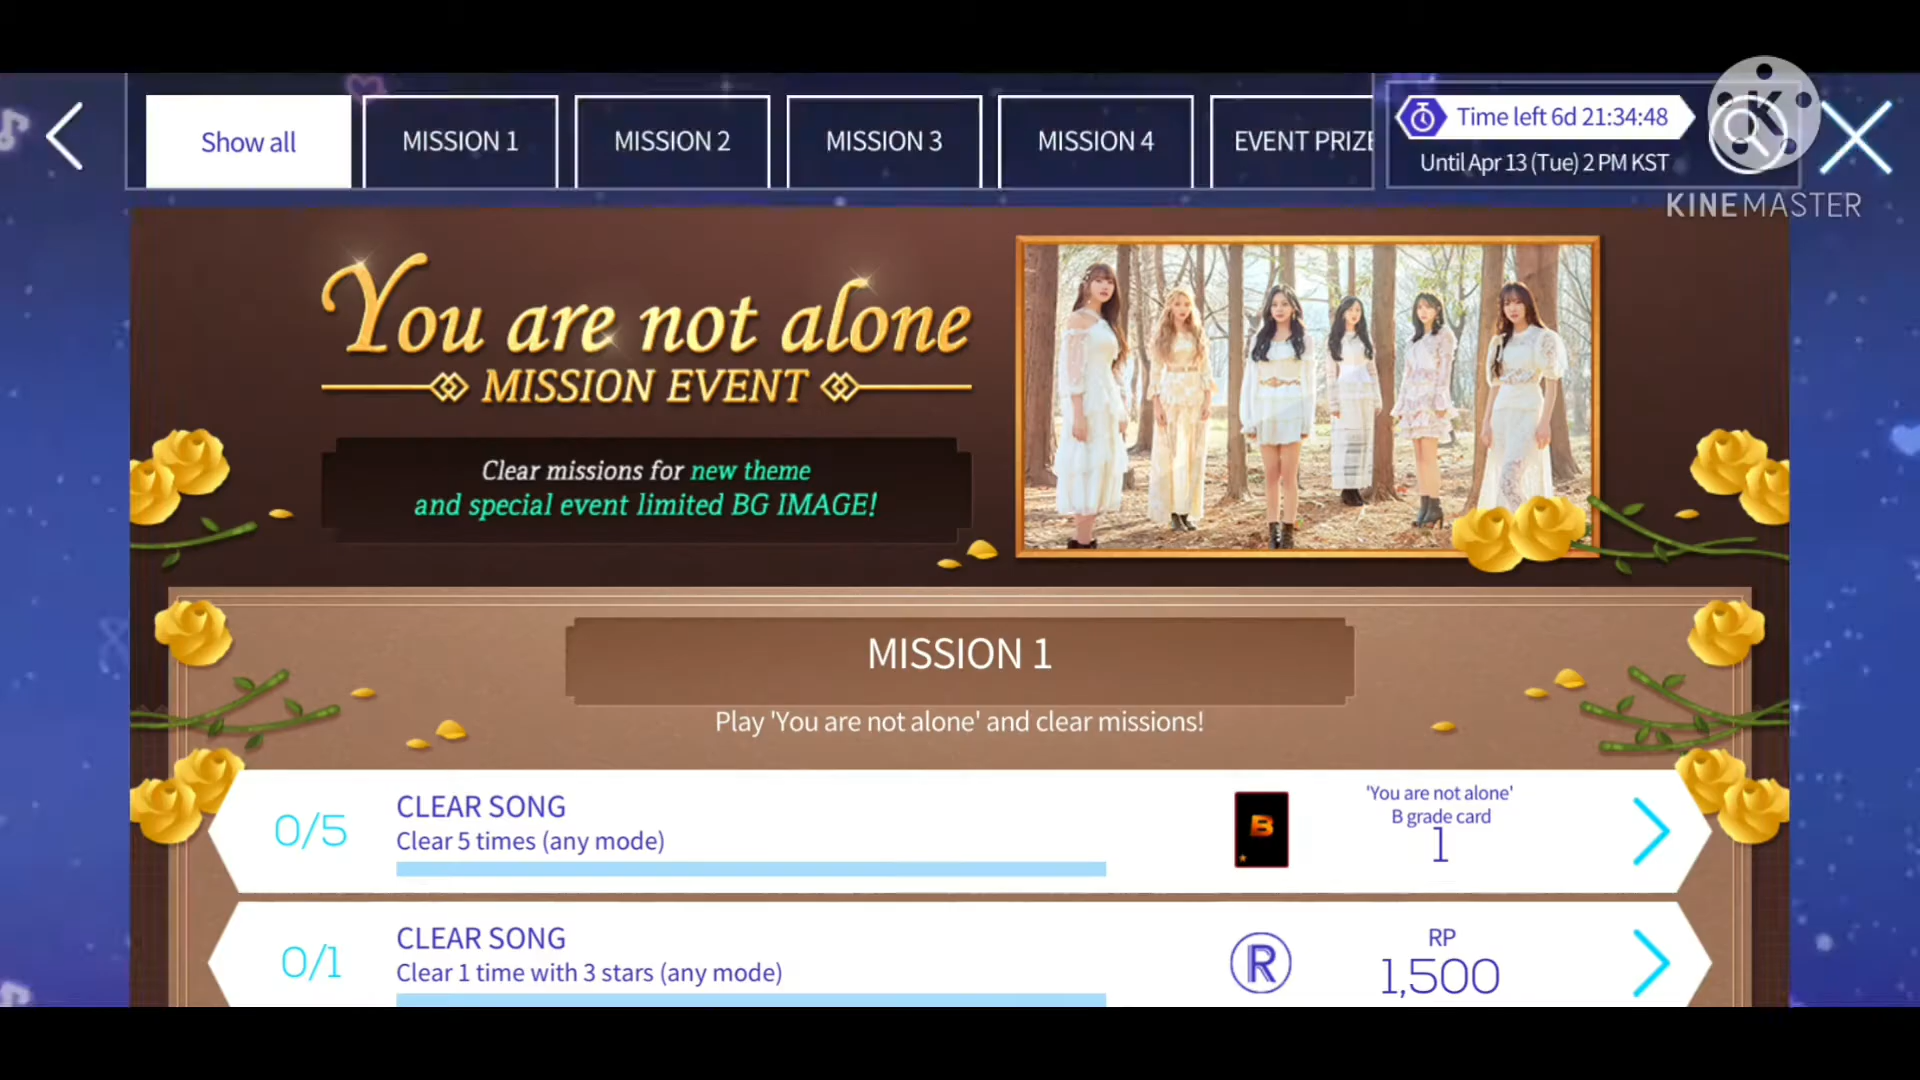 Show all
MISSION 1
MISSION 2
MISSION 3
MISSION 4
EVENT PRIZE
Time left 6d 21:34:48
Until Apr 13 (Tue) 2 PM KST
KINEMASTER
You are not alone
MISSION EVENT
Clear missions for new theme
and special event limited BG IMAGE!
MISSION 1
Play 'You are not alone' and clear missions!
0/5
CLEAR SONG
Clear 5 times (any mode)
B
'You are not alone'
B grade card
1
0/1
CLEAR SONG
Clear 1 time with 3 stars (any mode)
R
RP
1,500